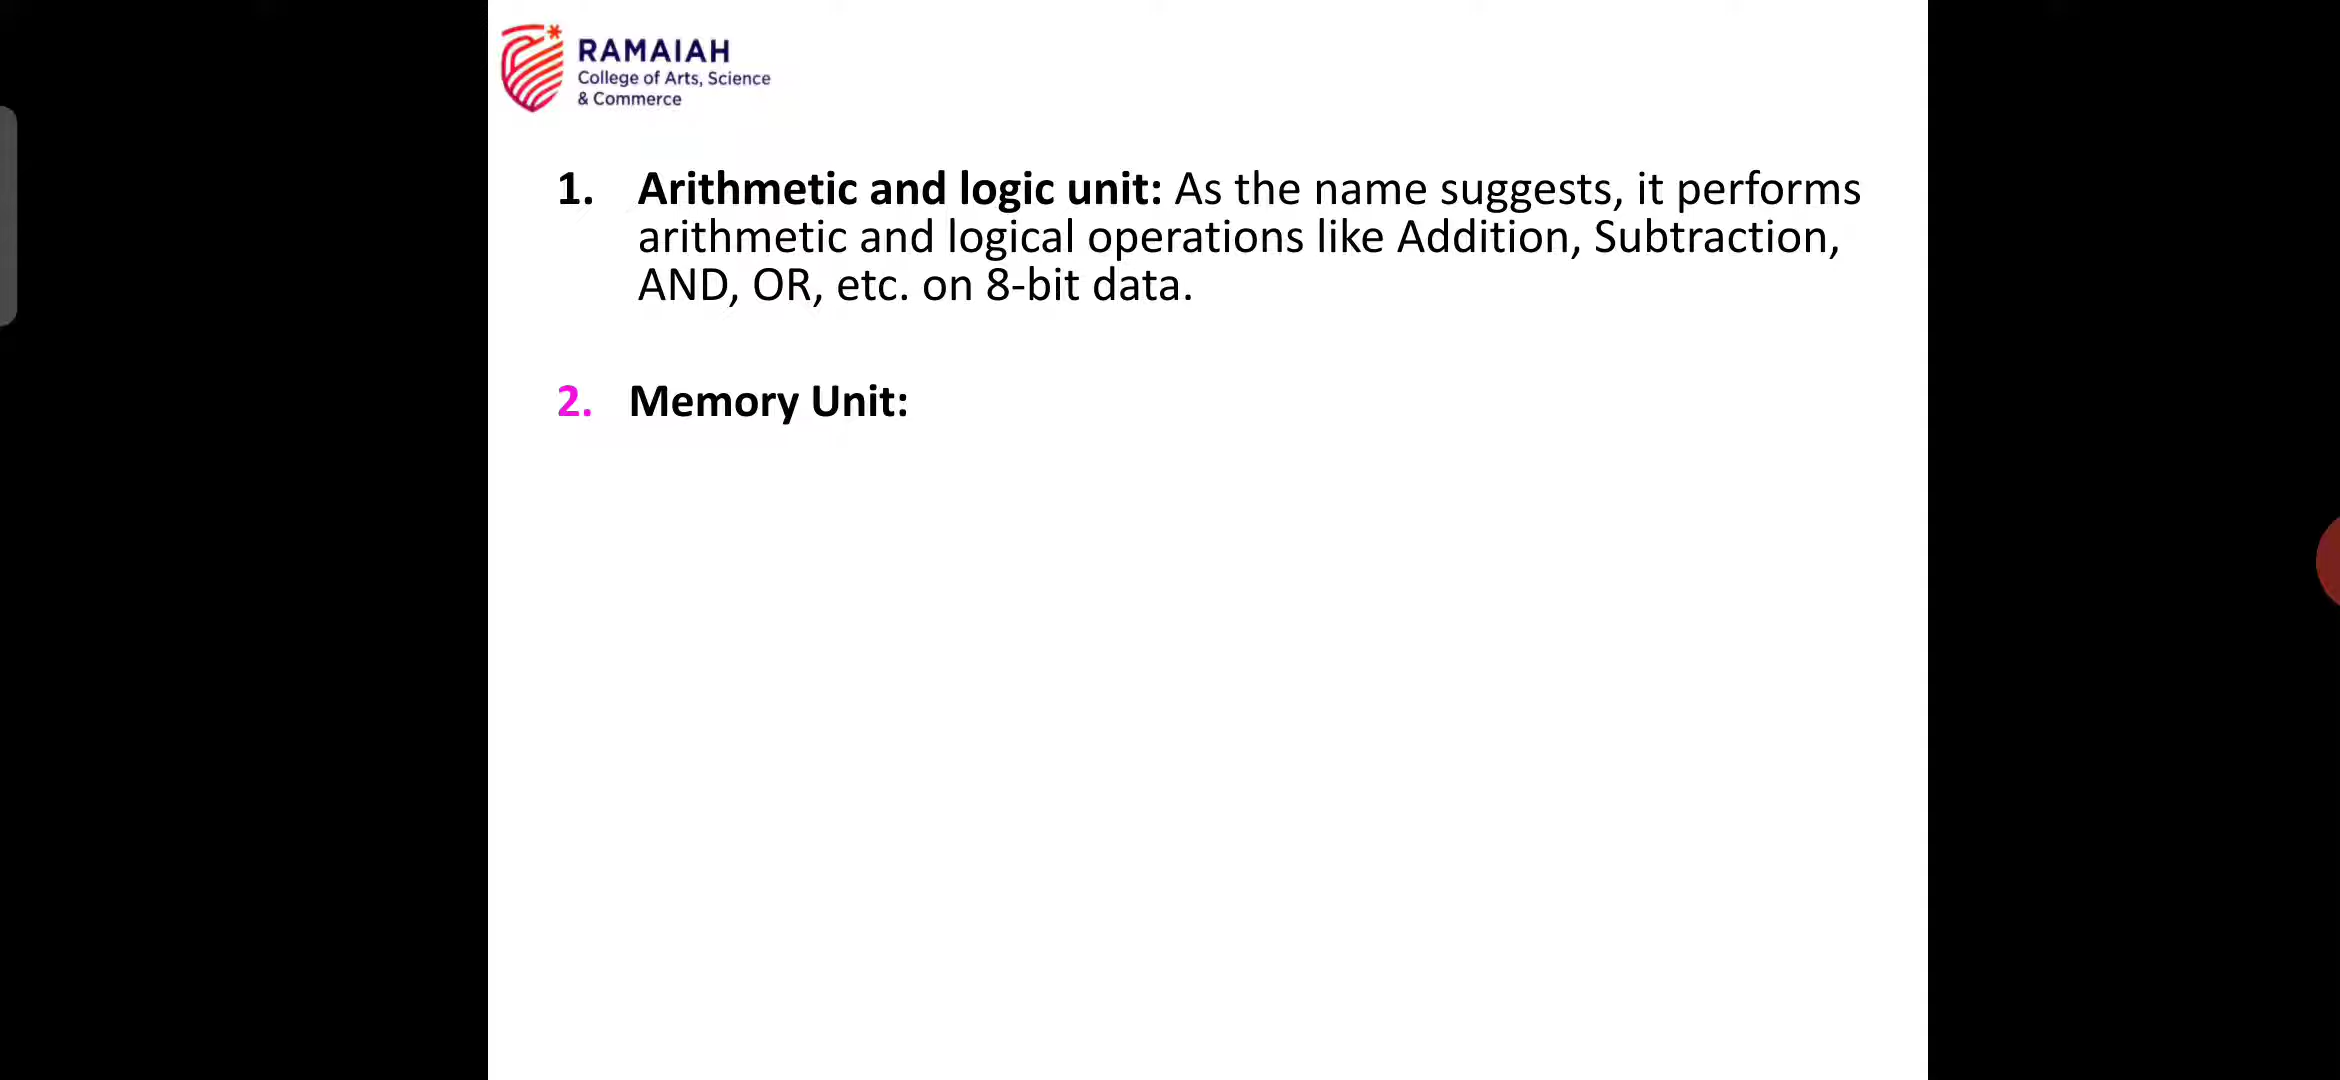 RAMAIAH
College of Arts, Science
& Commerce
1. Arithmetic and logic unit: As the name suggests, it performs
arithmetic and logical operations like Addition, Subtraction,
AND, OR, etc. on 8-bit data.
2. Memory Unit: